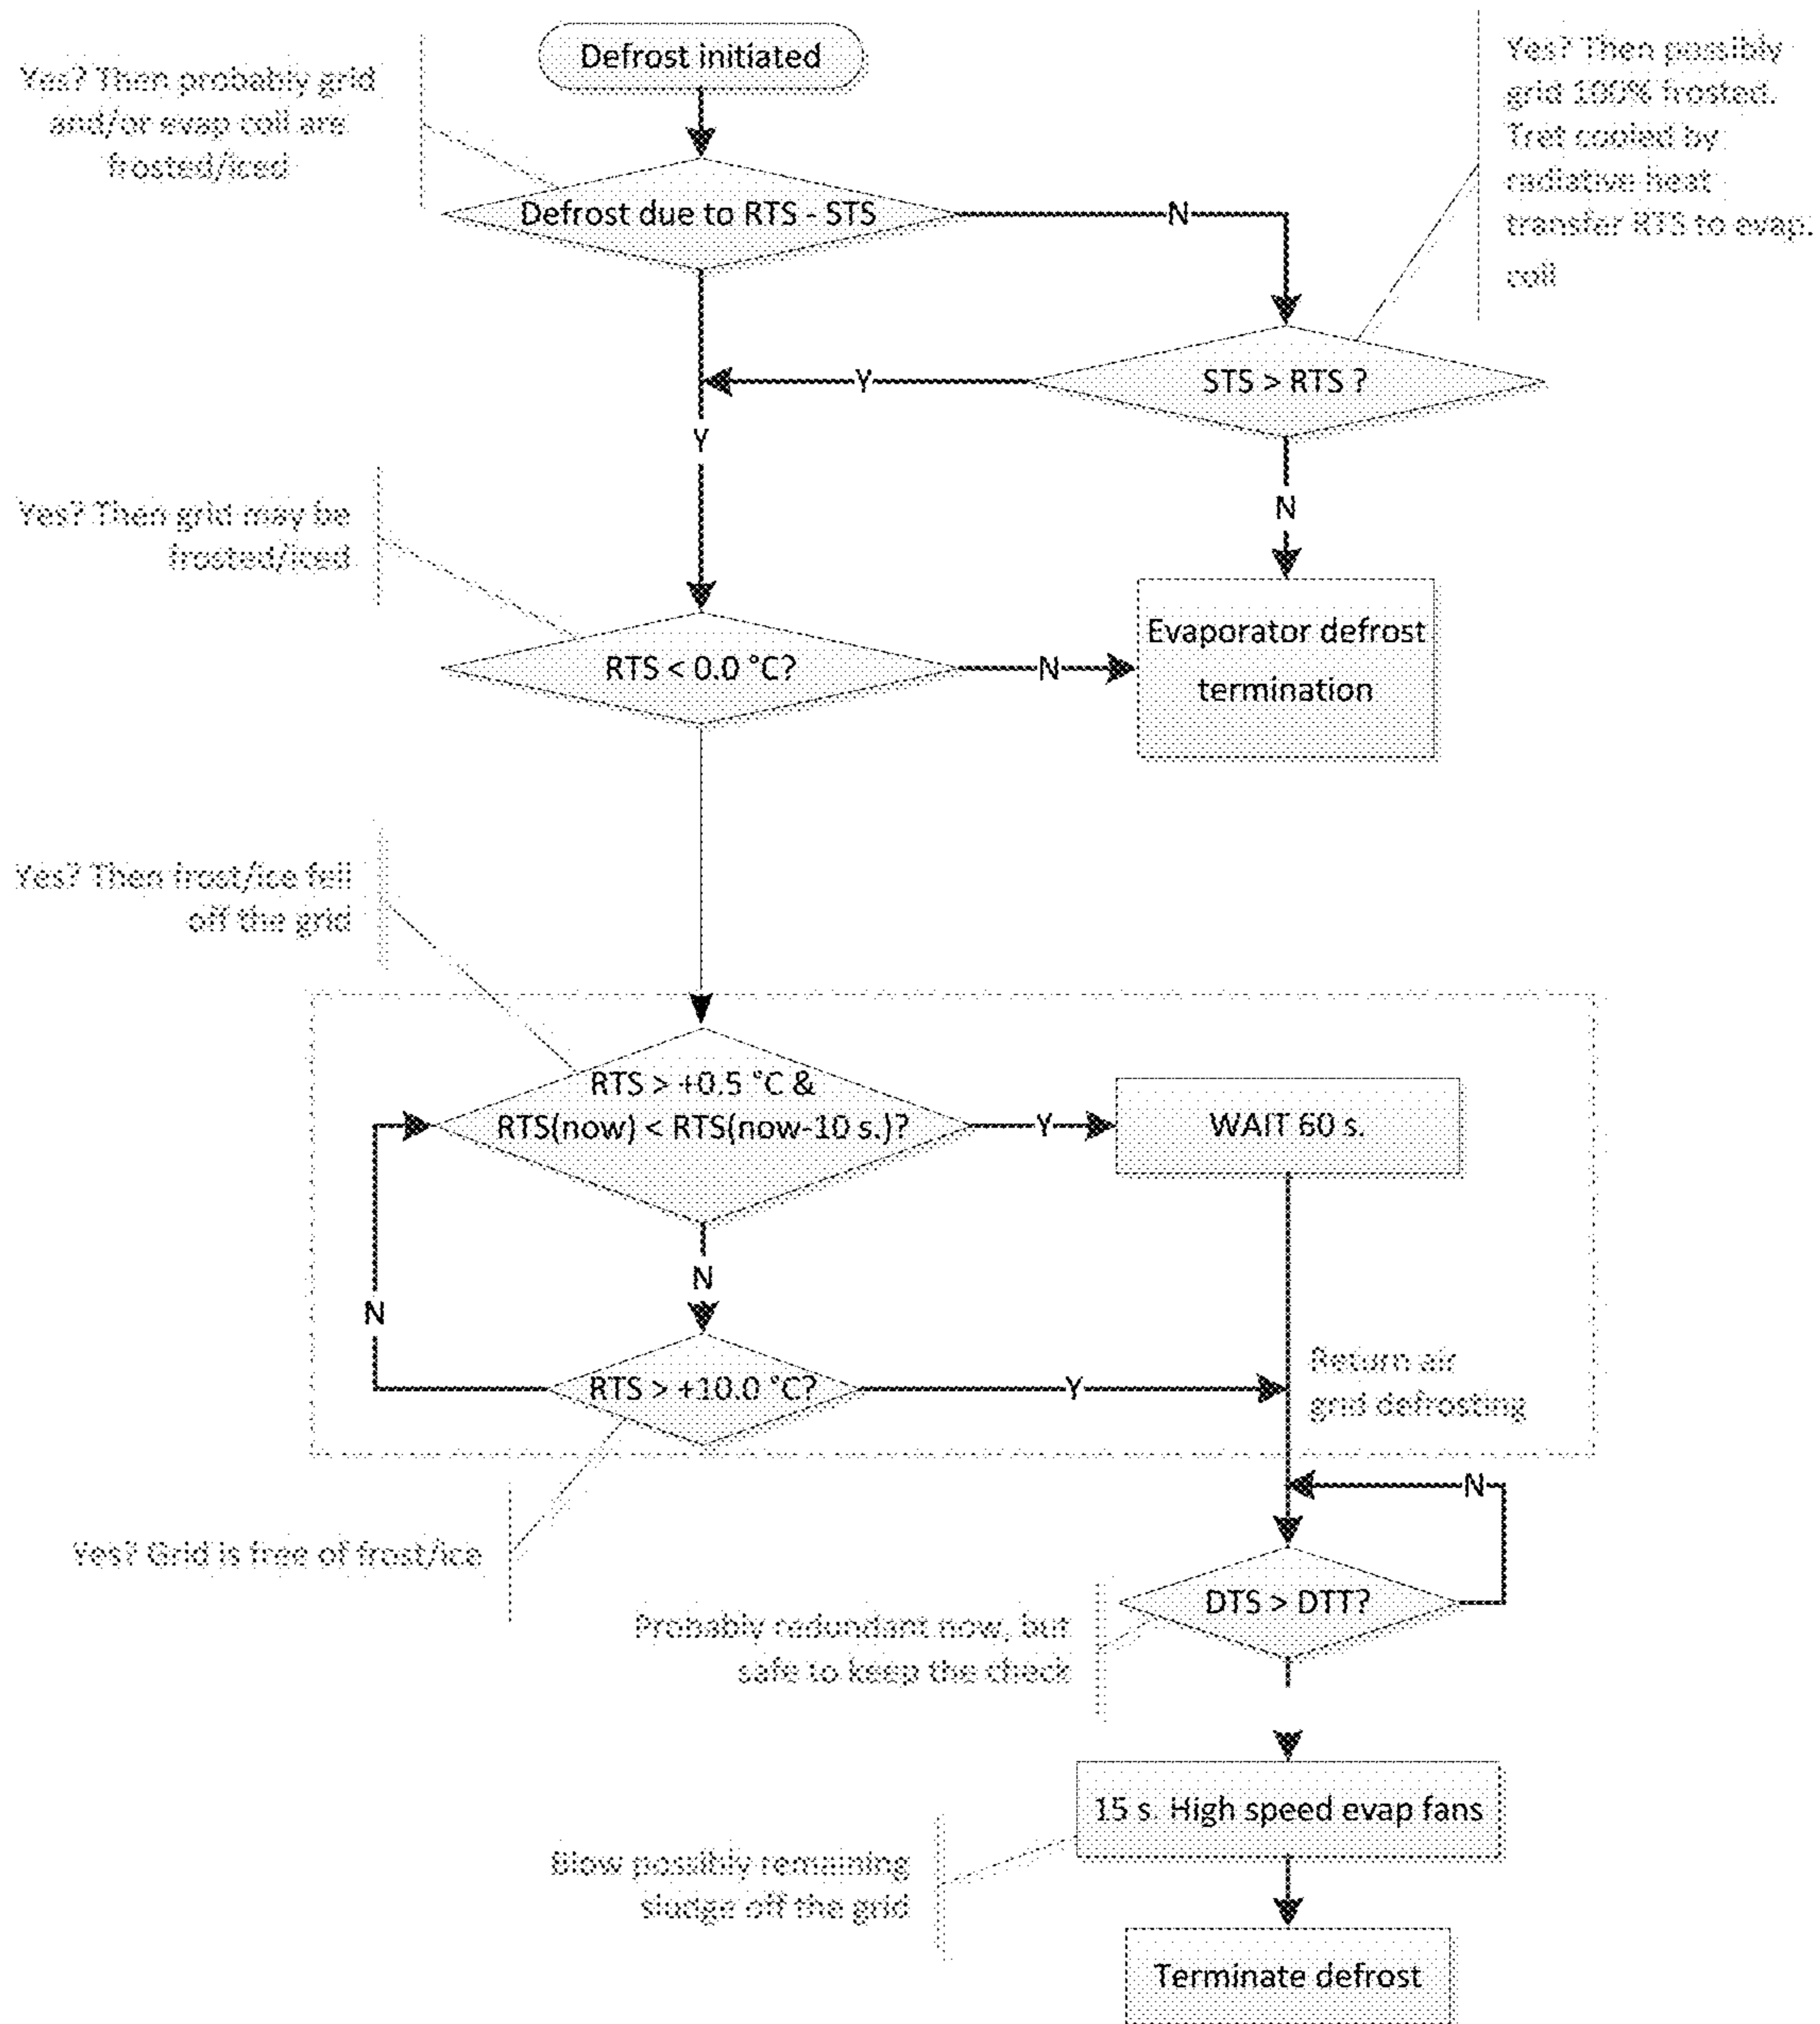 Defrost initiated
Yes? Then probably grid
and/or evap coil are
frosted/iced
Yes? Then possibly
grid 100% frosted.
Tret cooled by
radiative heat
transfer RTS to evap.
coil
Defrost due to RTS - STS
N
STS > RTS ?
Y
Y
N
Yes? Then grid may be
frosted/iced
Evaporator defrost
termination
RTS < 0.0 °C?
N
Yes? Then frost/ice fell
off the grid
RTS > +0.5 °C &
RTS(now) < RTS(now-10 s.)?
Y
WAIT 60 s.
N
N
RTS > +10.0 °C?
Y
Return air
grid defrosting
N
Yes? Grid is free of frost/ice
DTS > DTT?
Probably redundant now, but
safe to keep the check
15 s. High speed evap fans
Blow possibly remaining
sludge off the grid
Terminate defrost